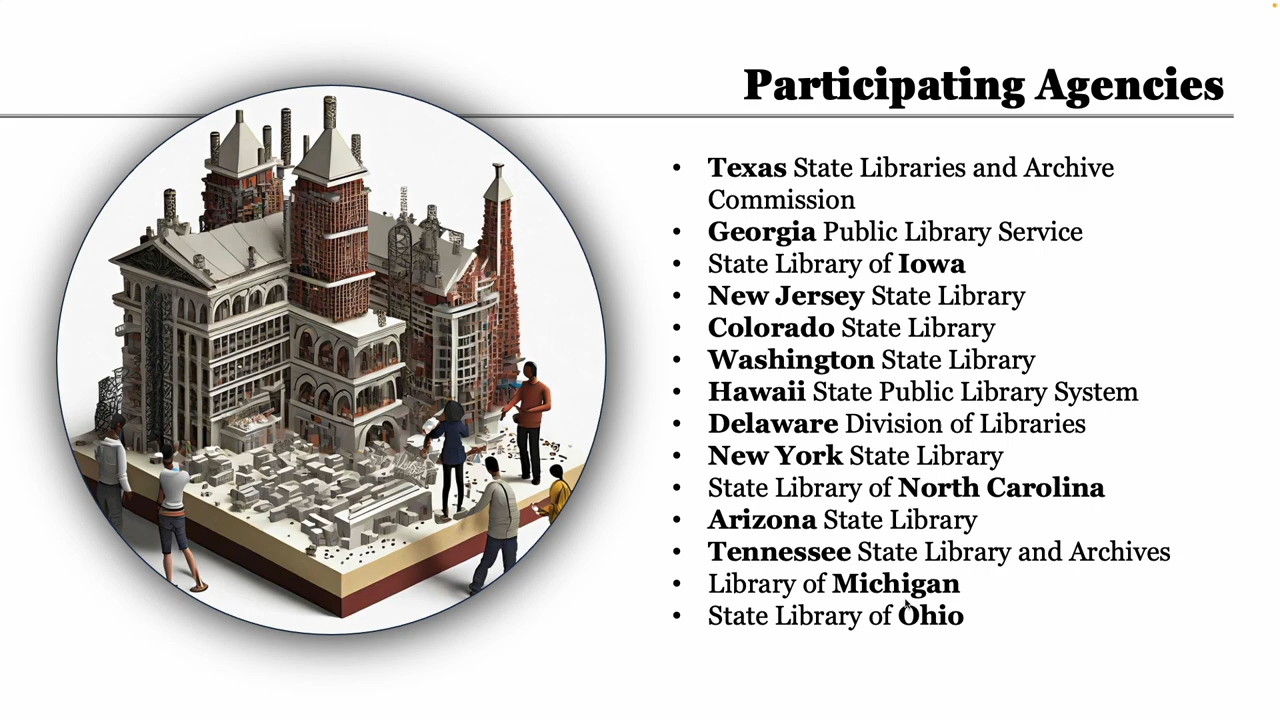 Participating Agencies
• Texas State Libraries and Archive
Commission
• Georgia Public Library Service
• State Library of Iowa
• New Jersey State Library
• Colorado State Library
• Washington State Library
• Hawaii State Public Library System
• Delaware Division of Libraries
• New York State Library
• State Library of North Carolina
• Arizona State Library
• Tennessee State Library and Archives
• Library of Michigan
• State Library of Ohio